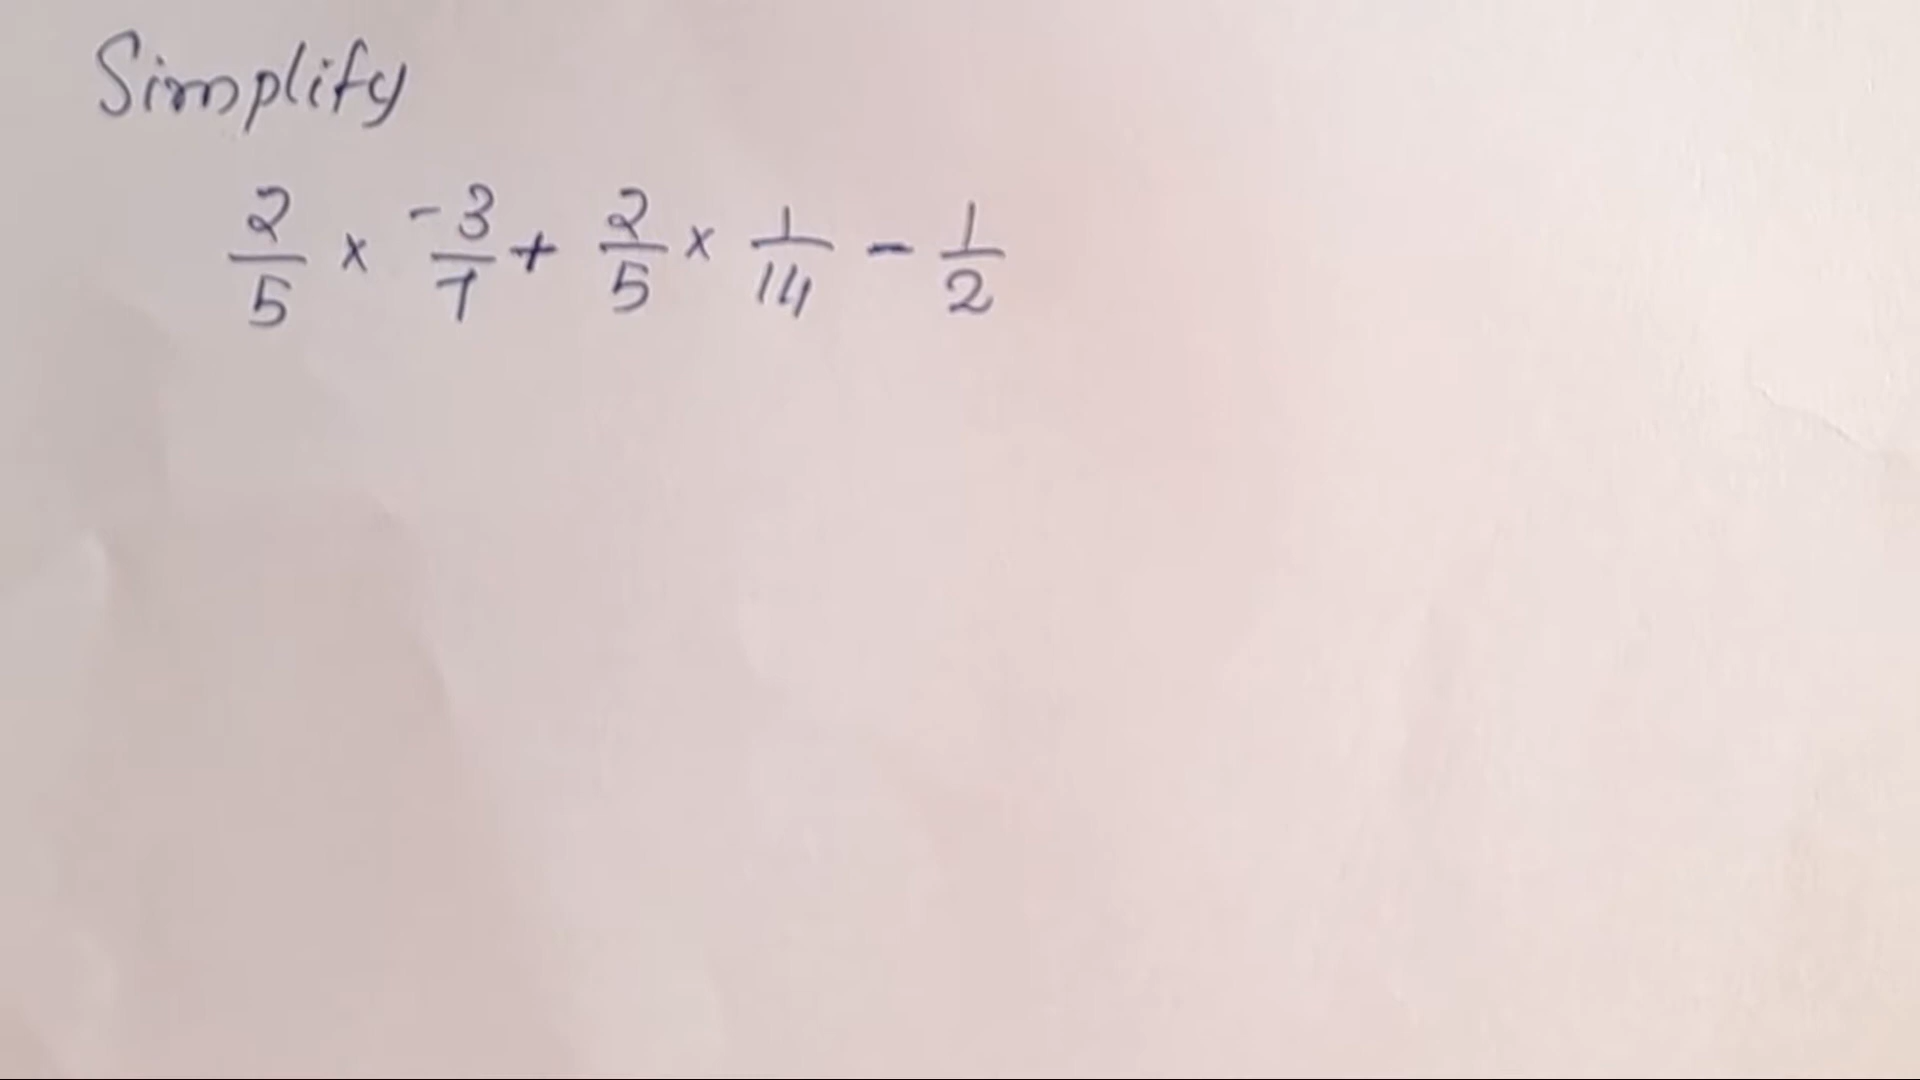 Simplify
2/5 × -3/7 + 2/5 × 1/14 - 1/2